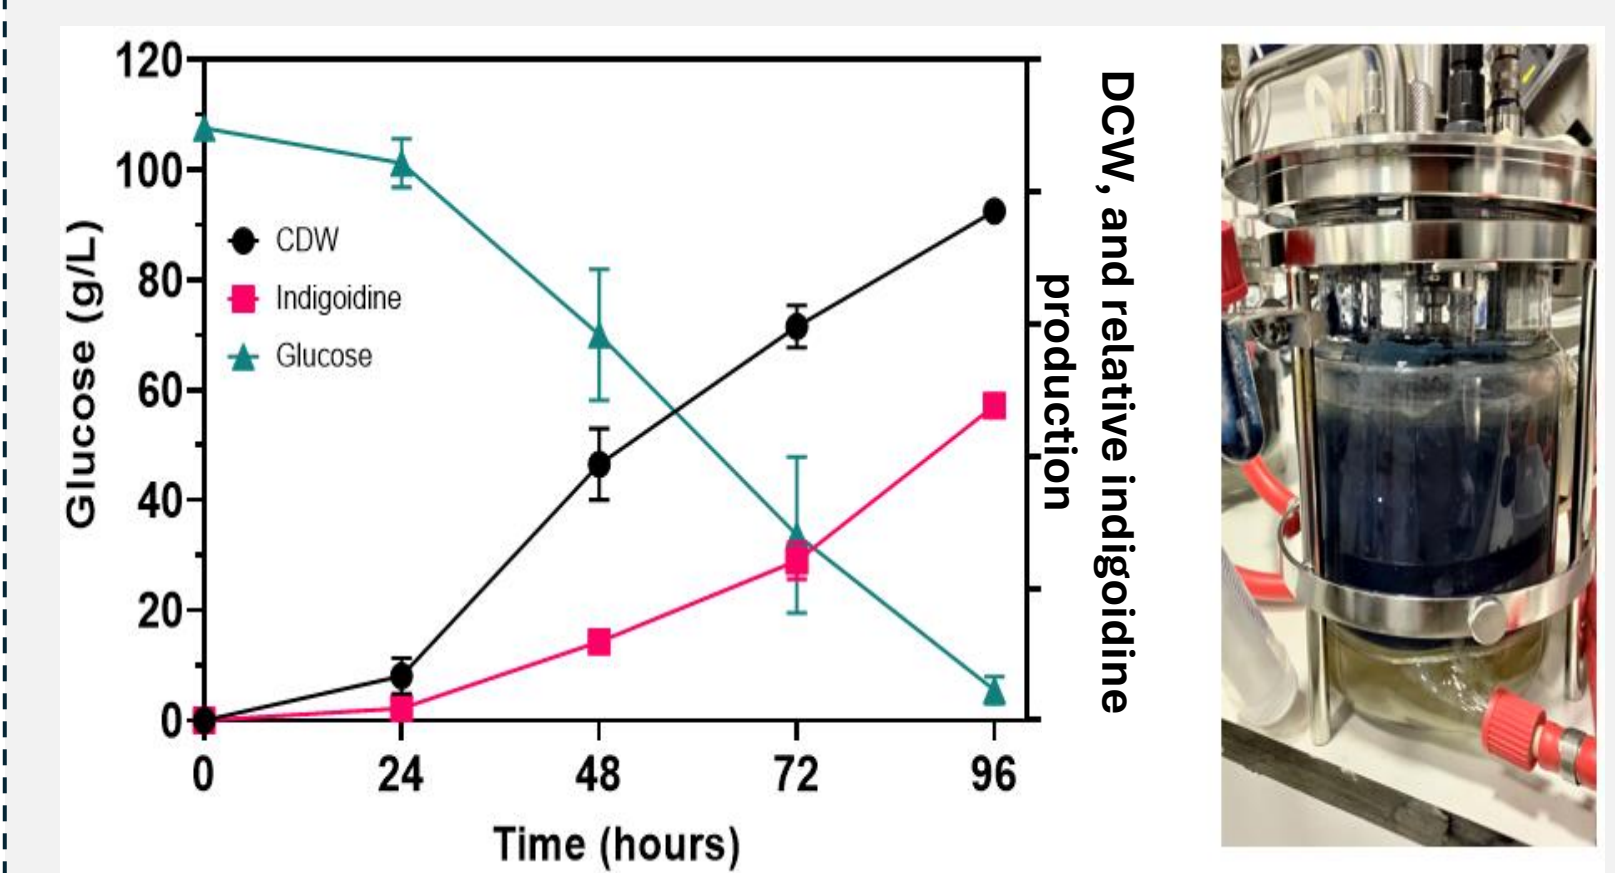 120
100
80
60
40
20
0
Glucose (g/L)
CDW
Indigoidine
Glucose
0 24 48 72 96
Time (hours)
DCW, and relative indigoidine
production